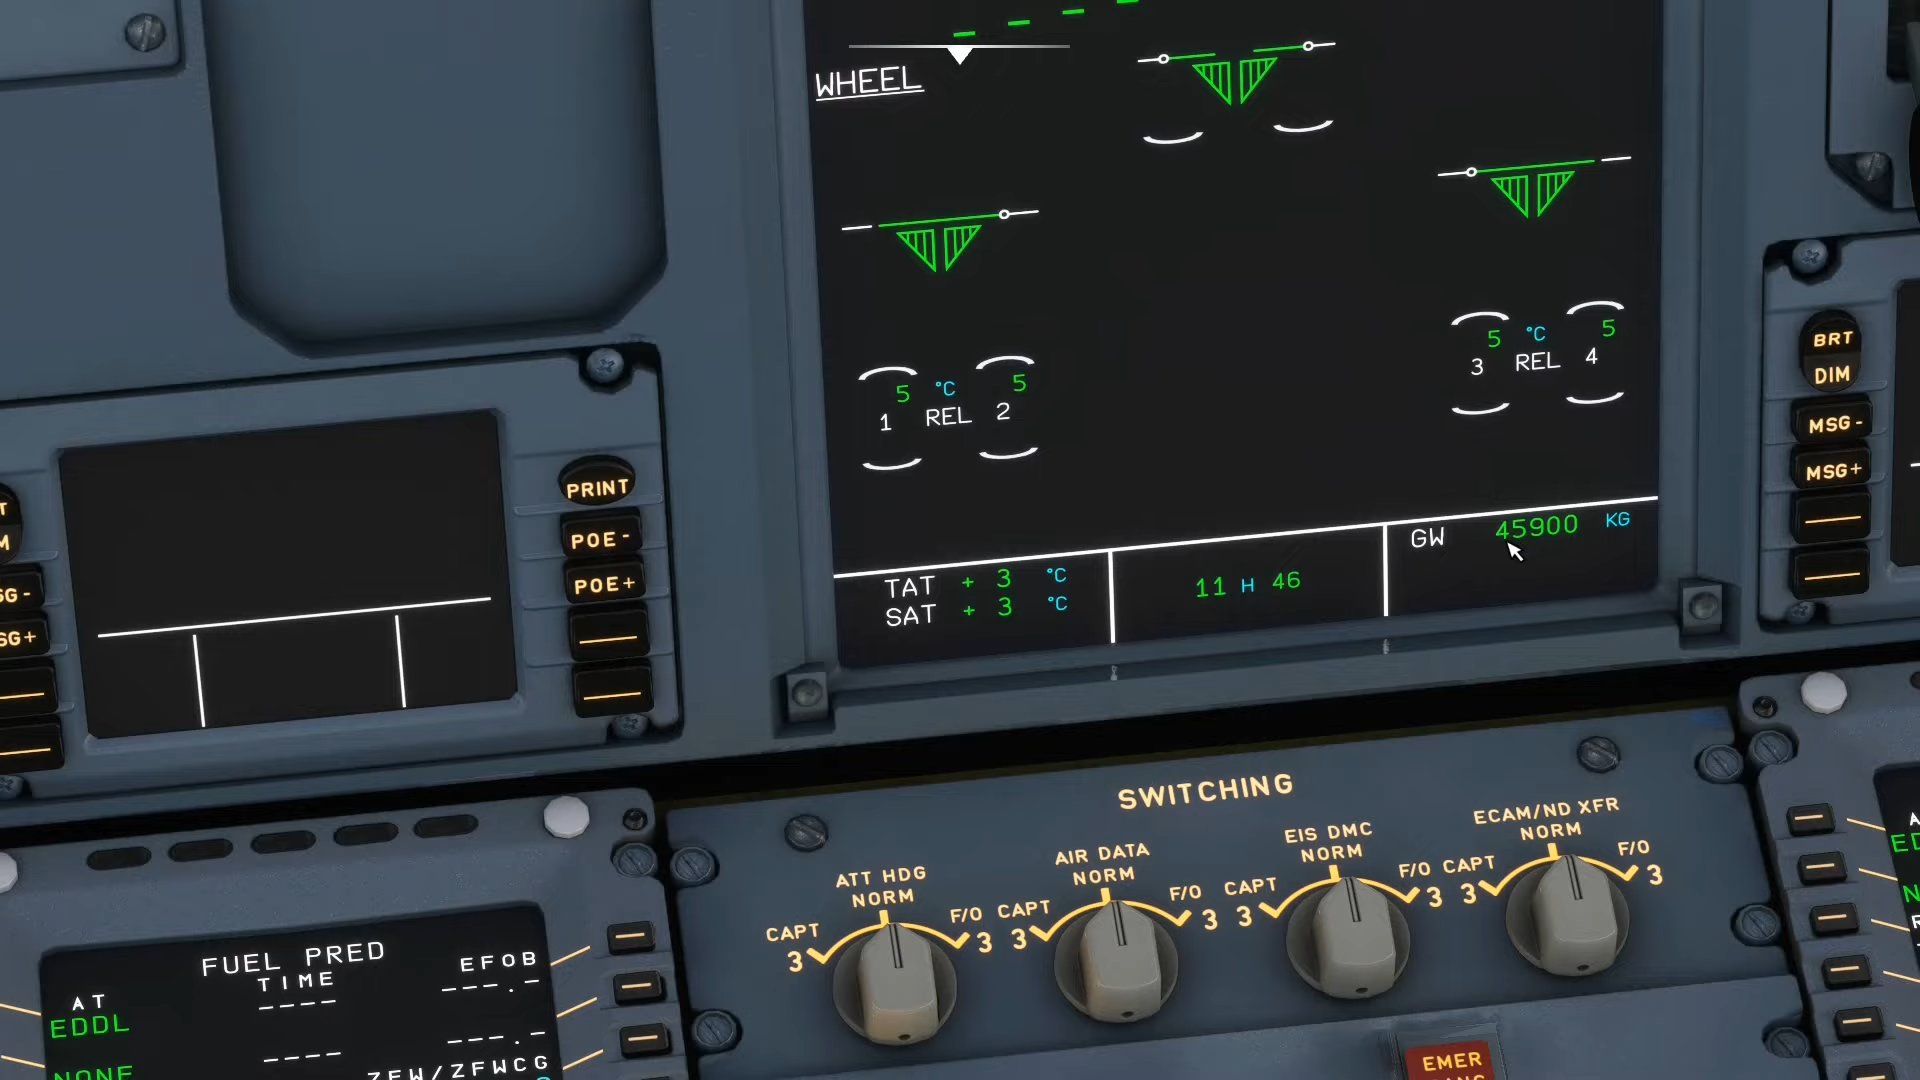 WHEEL
5 °C 5
3 REL 4
5 °C 5
1 REL 2
TAT + 3 °C
SAT + 3 °C
11 H 46
GW 45900 KG
BRT
DIM
MSG-
MSG+
PRINT
POE-
POE+
SG-
SG+
SWITCHING
ATT HDG
NORM
CAPT
3
F/O
3
AIR DATA
NORM
CAPT
3
F/O
3
EIS DMC
NORM
CAPT
3
F/O
3
ECAM/ND XFR
NORM
CAPT
3
F/O
3
FUEL PRED
AT TIME EFOB
EDDL ---- ---.-
NONE ---- ---.-
ZFW/ZFWCG
EMER